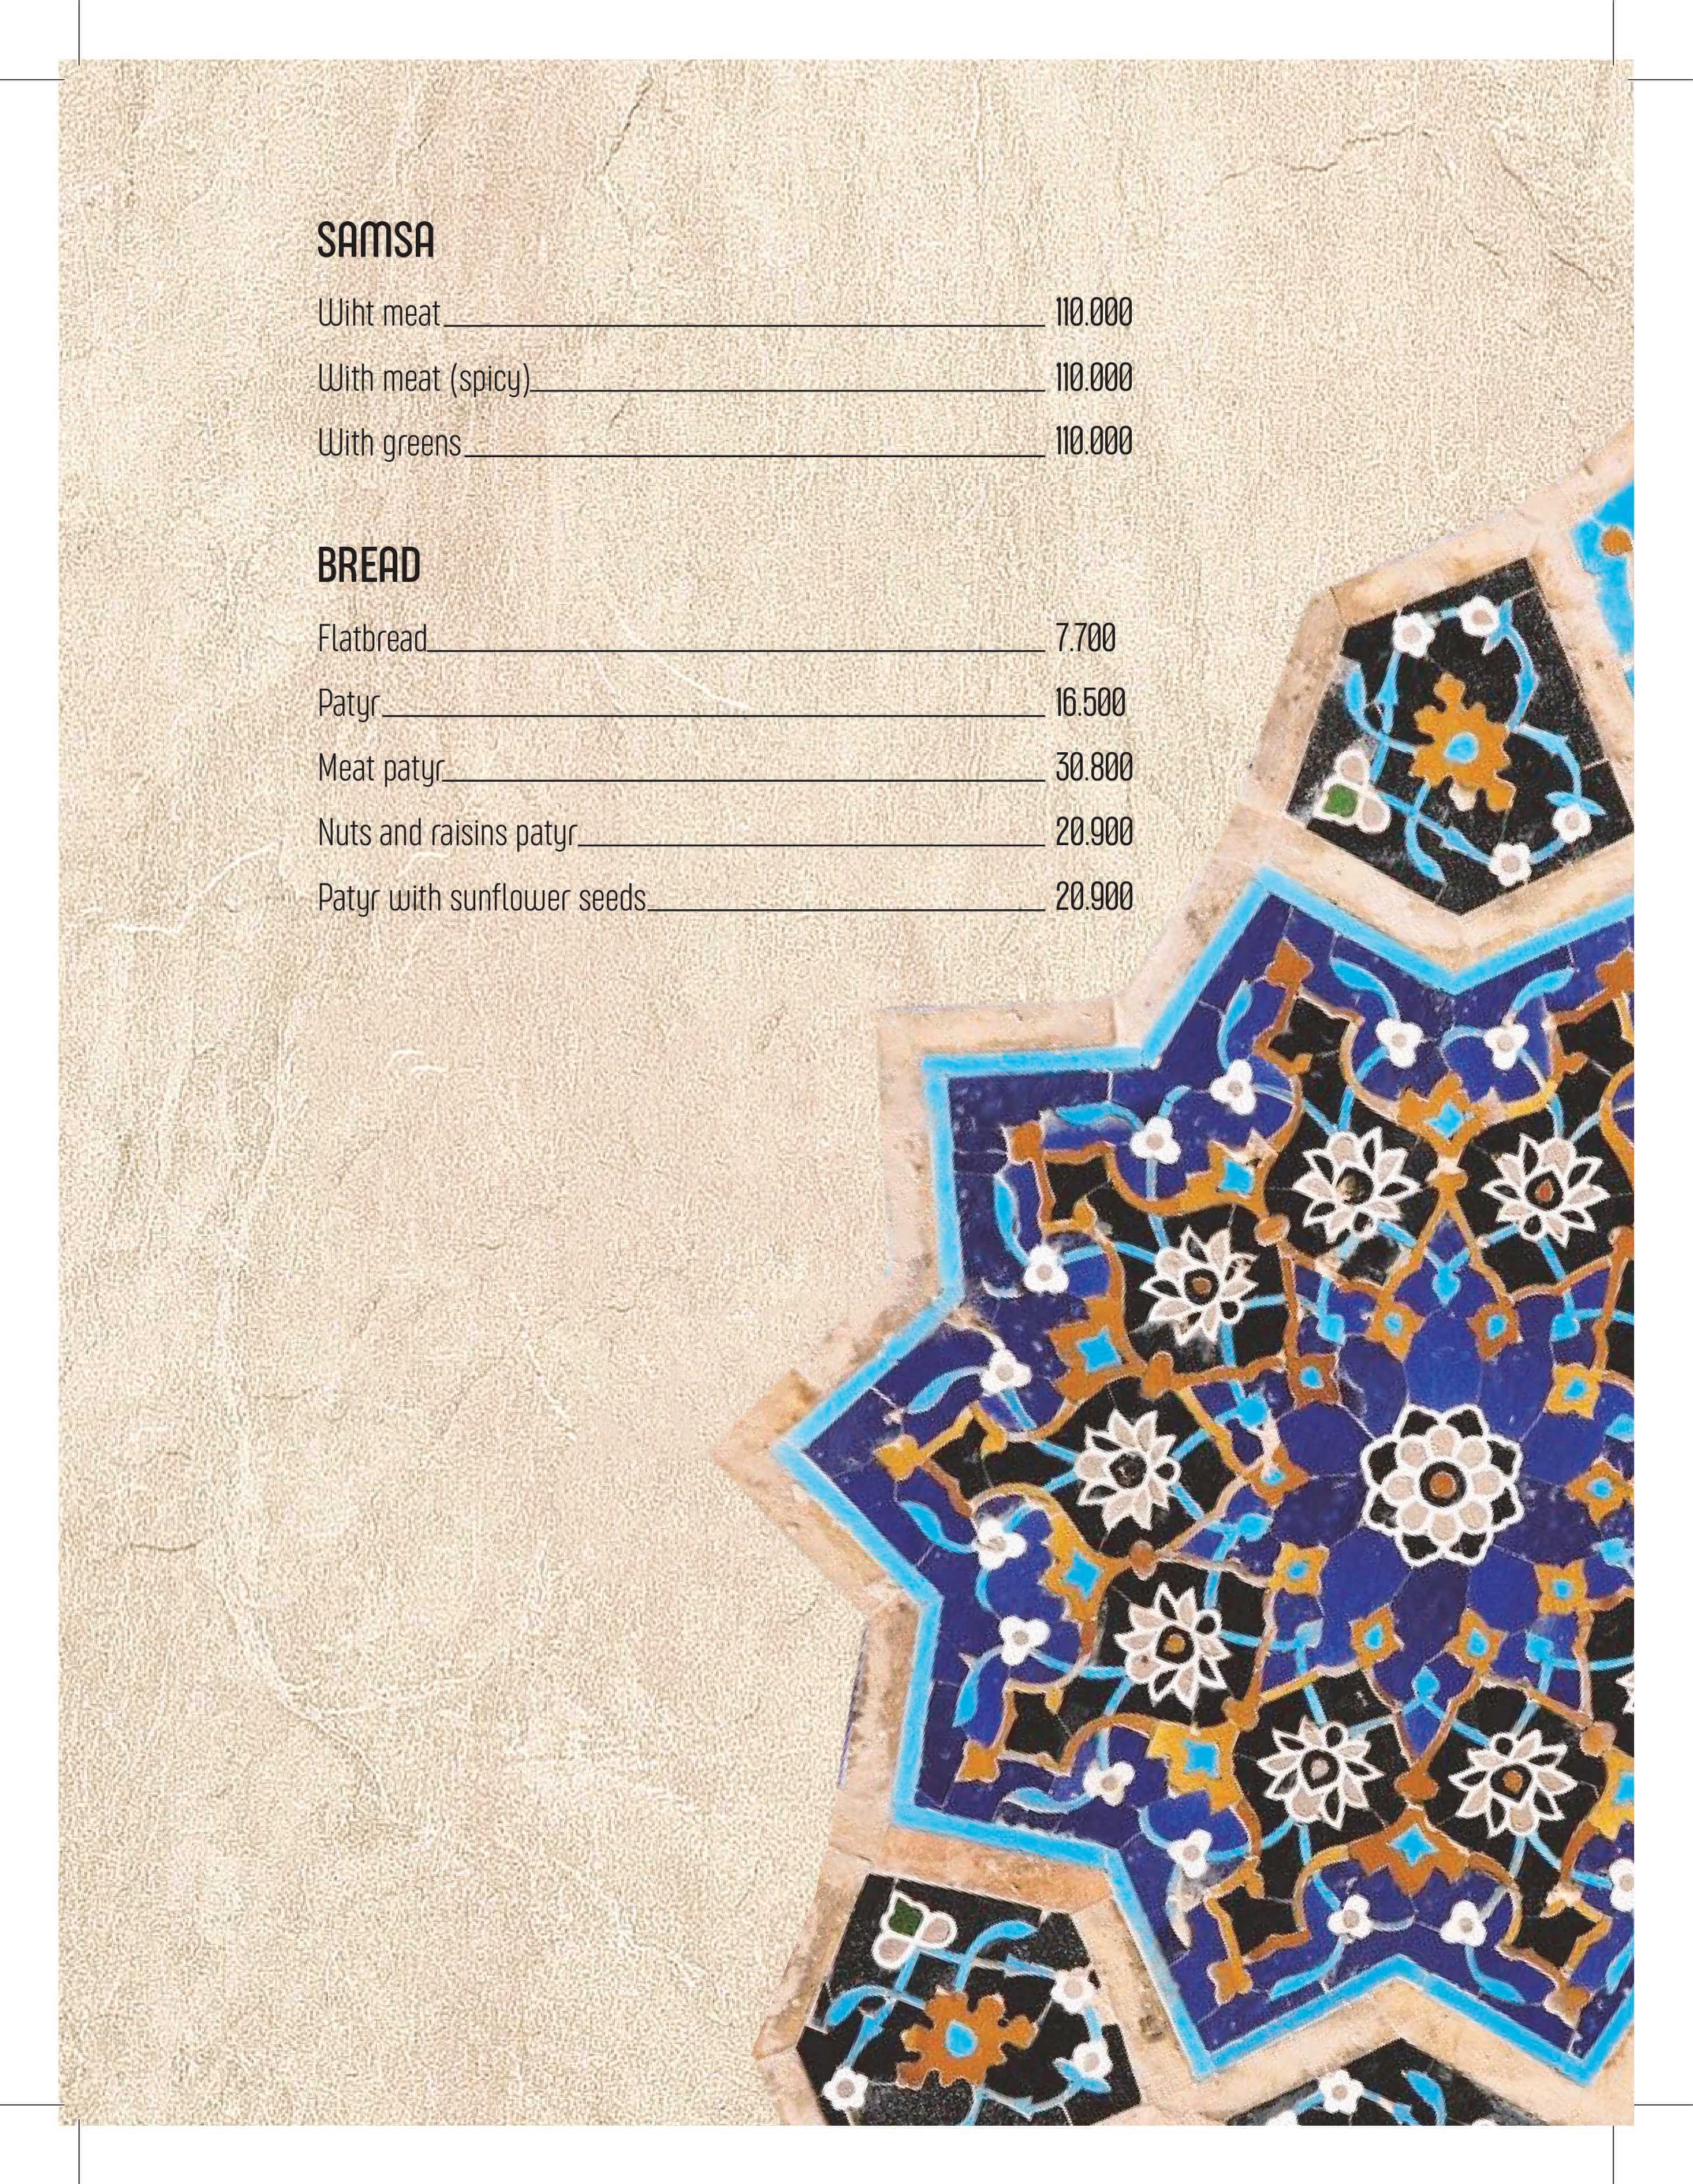 SAMSA
Wiht meat 110.000
With meat (spicy) 110.000
With greens 110.000
BREAD
Flatbread 7.700
Patyr 16.500
Meat patyr 30.800
Nuts and raisins patyr 20.900
Patyr with sunflower seeds 20.900